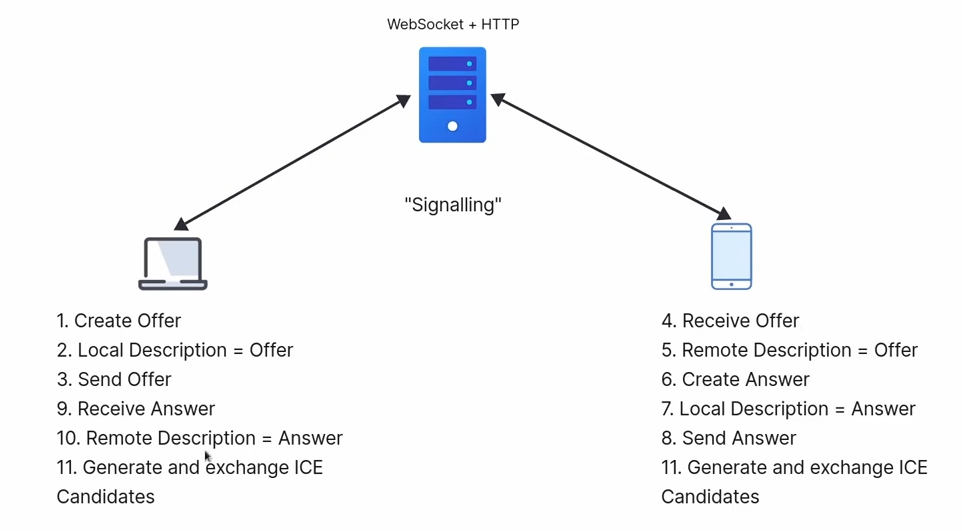 WebSocket + HTTP
"Signalling"
1. Create Offer
2. Local Description = Offer
3. Send Offer
9. Receive Answer
10. Remote Description = Answer
11. Generate and exchange ICE
Candidates
4. Receive Offer
5. Remote Description = Offer
6. Create Answer
7. Local Description = Answer
8. Send Answer
11. Generate and exchange ICE
Candidates